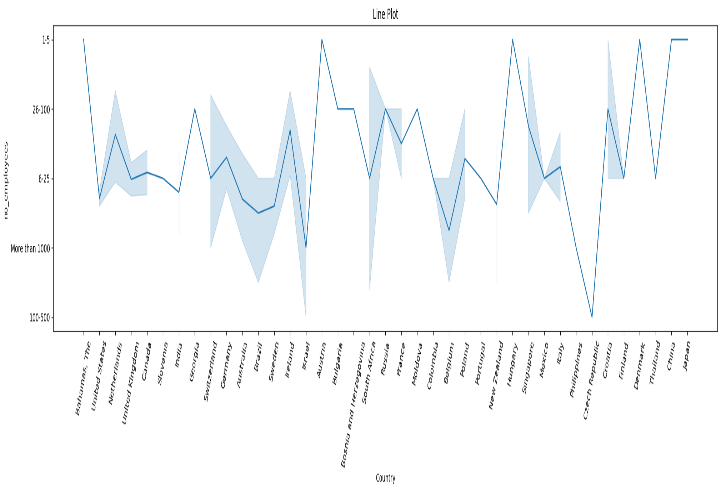 Line Plot
no_employees
1-5
26-100
6-25
More than 1000
100-500
Bahamas, The
United States
Netherlands
United Kingdom
Canada
Slovenia
India
Georgia
Switzerland
Germany
Australia
Brazil
Sweden
Ireland
Israel
Austria
Bulgaria
Bosnia and Herzegovina
South Africa
Russia
France
Moldova
Colombia
Belgium
Poland
Portugal
New Zealand
Hungary
Singapore
Mexico
Italy
Philippines
Czech Republic
Croatia
Finland
Denmark
Thailand
China
Japan
Country